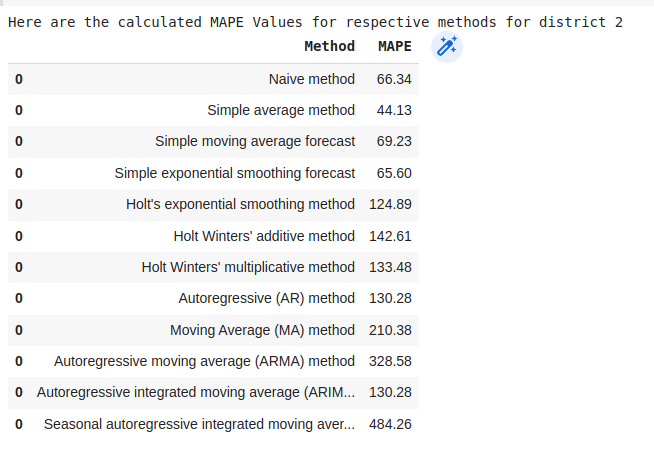 Here are the calculated MAPE Values for respective methods for district 2
Method MAPE
0 Naive method 66.34
0 Simple average method 44.13
0 Simple moving average forecast 69.23
0 Simple exponential smoothing forecast 65.60
0 Holt's exponential smoothing method 124.89
0 Holt Winters' additive method 142.61
0 Holt Winters' multiplicative method 133.48
0 Autoregressive (AR) method 130.28
0 Moving Average (MA) method 210.38
0 Autoregressive moving average (ARMA) method 328.58
0 Autoregressive integrated moving average (ARIM... 130.28
0 Seasonal autoregressive integrated moving aver... 484.26